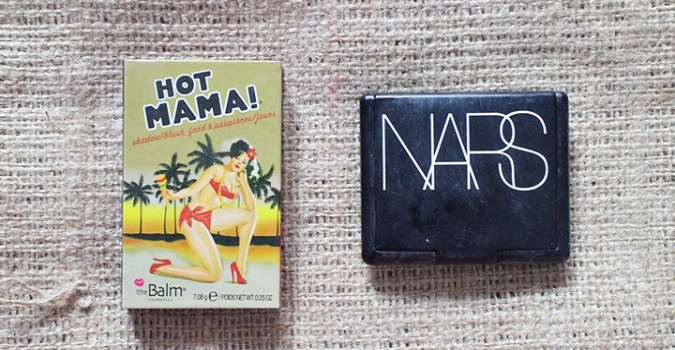 HOT
MAMA!
shadow/blush fard à paupières/joues
theBalm®
cosmetics
7.08 g e / POIDS NET WT. 0.25 OZ.
NARS